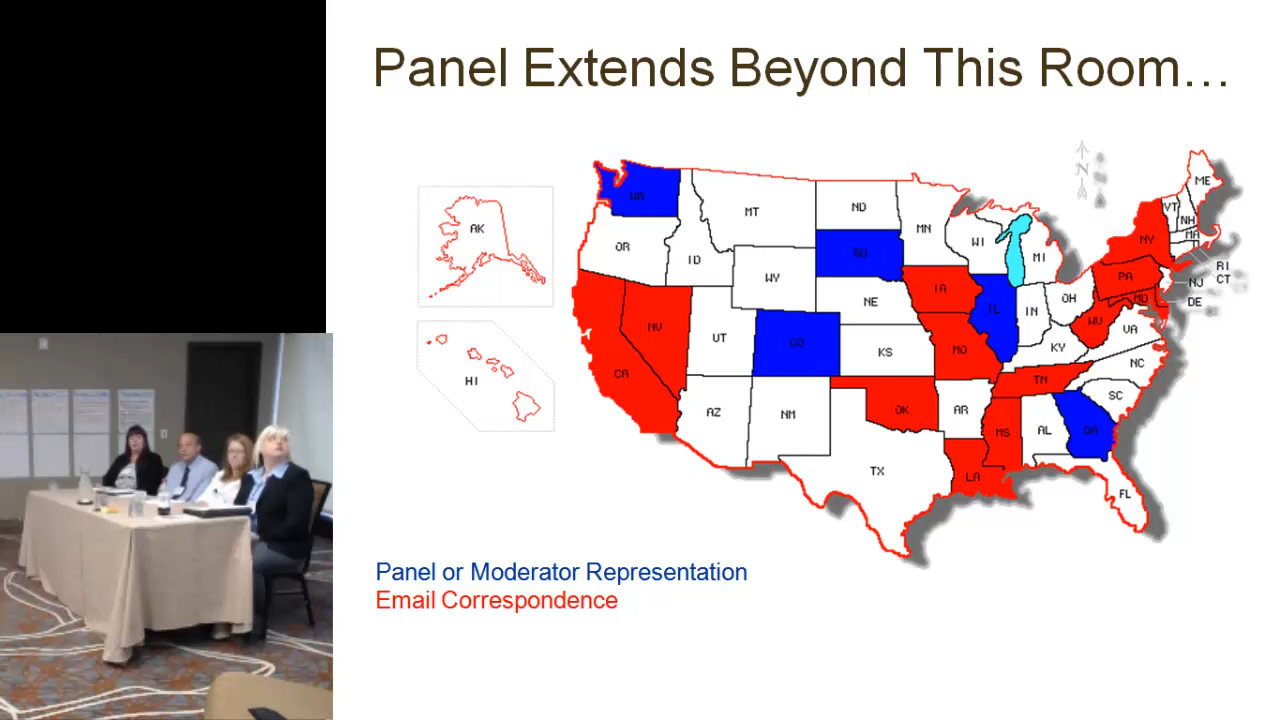 Panel Extends Beyond This Room…
N
WA
MT
ND
MN
OR
ID
WY
SD
WI
MI
NV
UT
CO
NE
IA
IL
IN
OH
CA
AZ
NM
KS
MO
KY
WV
VA
OK
AR
TN
NC
TX
LA
MS
AL
GA
SC
FL
PA
MD
NY
VT
NH
ME
MA
RI
CT
NJ
DE
AK
HI
Panel or Moderator Representation
Email Correspondence